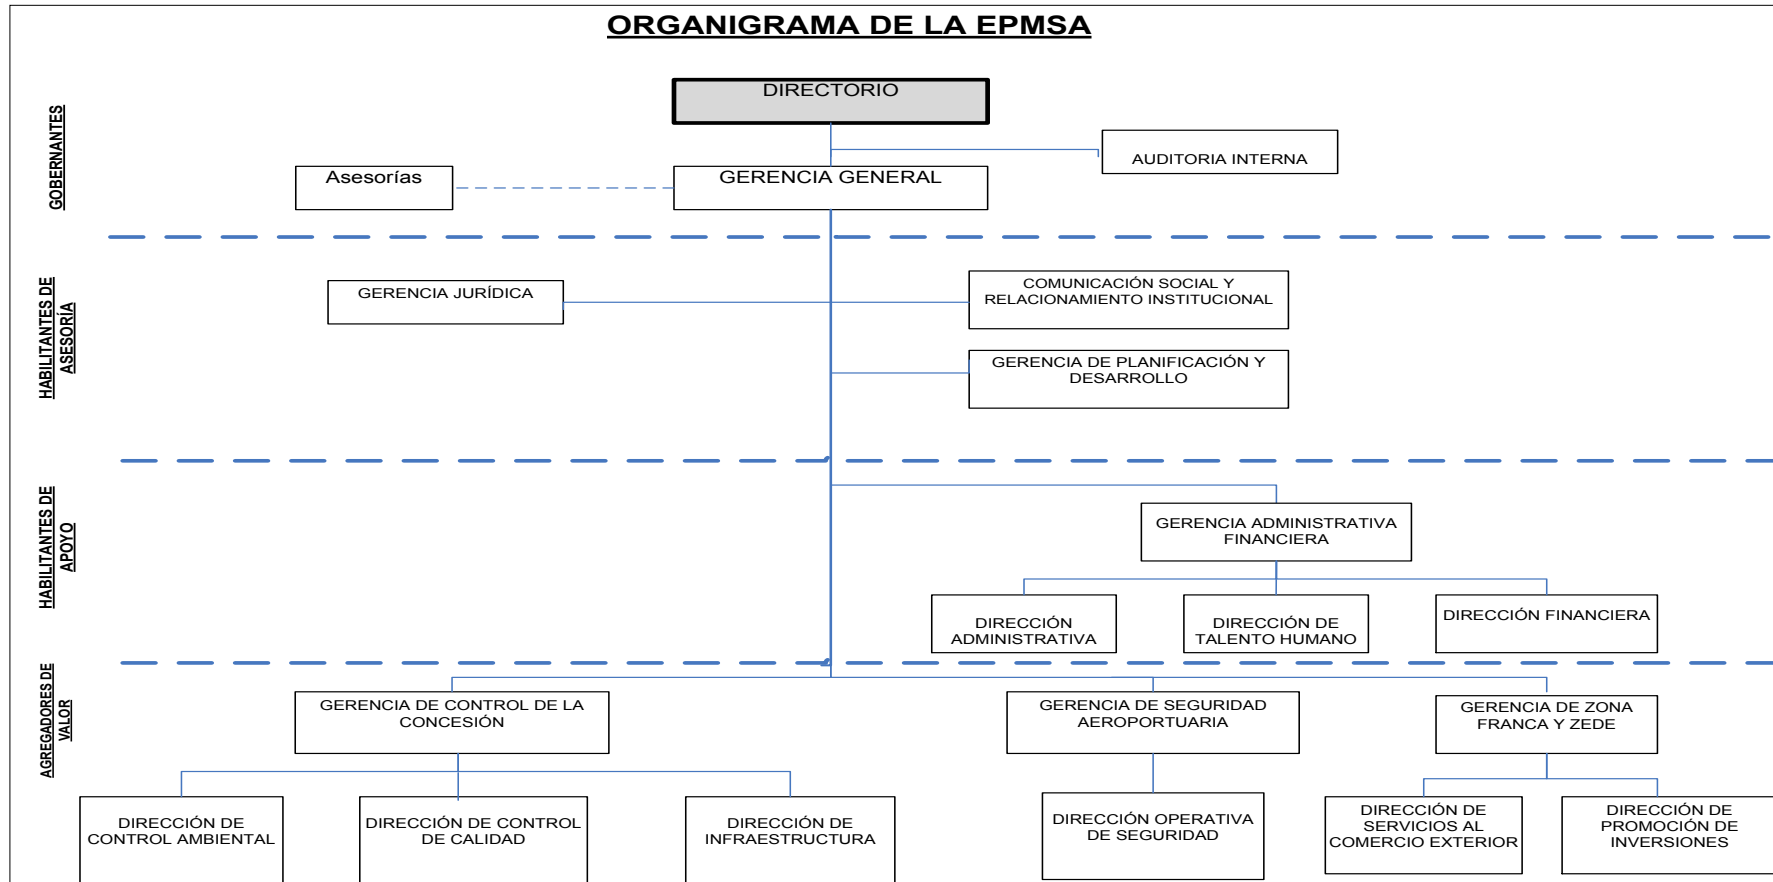 ORGANIGRAMA DE LA EPMSA
GOBERNANTES
DIRECTORIO
AUDITORIA INTERNA
Asesorías
GERENCIA GENERAL
HABILITANTES DE
ASESORÍA
GERENCIA JURÍDICA
COMUNICACIÓN SOCIAL Y
RELACIONAMIENTO INSTITUCIONAL
GERENCIA DE PLANIFICACIÓN Y
DESARROLLO
HABILITANTES DE
APOYO
GERENCIA ADMINISTRATIVA
FINANCIERA
DIRECCIÓN
ADMINISTRATIVA
DIRECCIÓN DE
TALENTO HUMANO
DIRECCIÓN FINANCIERA
AGREGADORES DE
VALOR
GERENCIA DE CONTROL DE LA
CONCESIÓN
GERENCIA DE SEGURIDAD
AEROPORTUARIA
GERENCIA DE ZONA
FRANCA Y ZEDE
DIRECCIÓN DE
CONTROL AMBIENTAL
DIRECCIÓN DE CONTROL
DE CALIDAD
DIRECCIÓN DE
INFRAESTRUCTURA
DIRECCIÓN OPERATIVA
DE SEGURIDAD
DIRECCIÓN DE
SERVICIOS AL
COMERCIO EXTERIOR
DIRECCIÓN DE
PROMOCIÓN DE
INVERSIONES